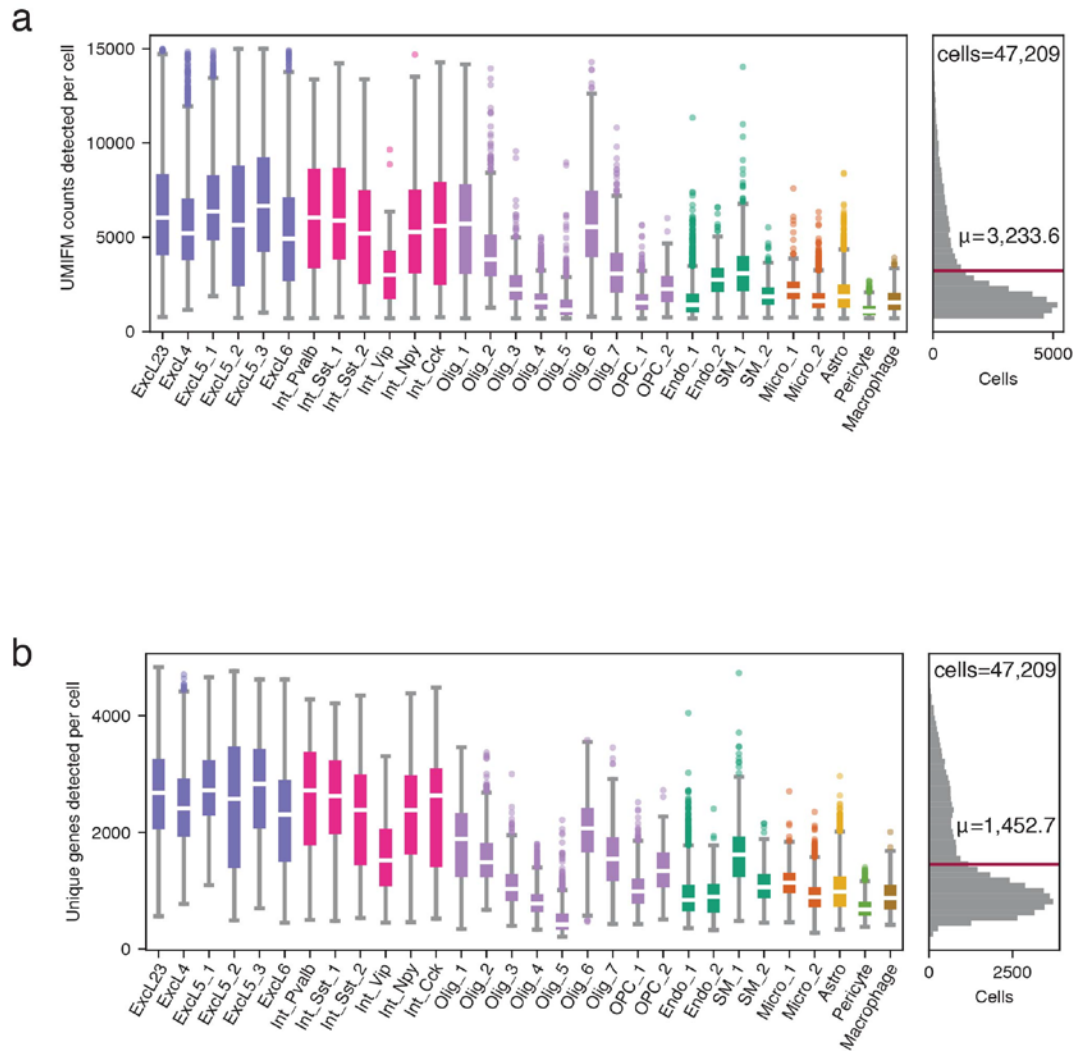 a
UMIFM counts detected per cell
15000
10000
5000
0
ExcL23
ExcL4
ExcL5_1
ExcL5_2
ExcL5_3
ExcL6
Int_Pvalb
Int_Sst_1
Int_Sst_2
Int_Vip
Int_Npy
Int_Cck
Olig_1
Olig_2
Olig_3
Olig_4
Olig_5
Olig_6
Olig_7
OPC_1
OPC_2
Endo_1
Endo_2
SM_1
SM_2
Micro_1
Micro_2
Astro
Pericyte
Macrophage
cells=47,209
μ=3,233.6
0 5000
Cells
b
Unique genes detected per cell
4000
2000
0
ExcL23
ExcL4
ExcL5_1
ExcL5_2
ExcL5_3
ExcL6
Int_Pvalb
Int_Sst_1
Int_Sst_2
Int_Vip
Int_Npy
Int_Cck
Olig_1
Olig_2
Olig_3
Olig_4
Olig_5
Olig_6
Olig_7
OPC_1
OPC_2
Endo_1
Endo_2
SM_1
SM_2
Micro_1
Micro_2
Astro
Pericyte
Macrophage
cells=47,209
μ=1,452.7
0 2500
Cells